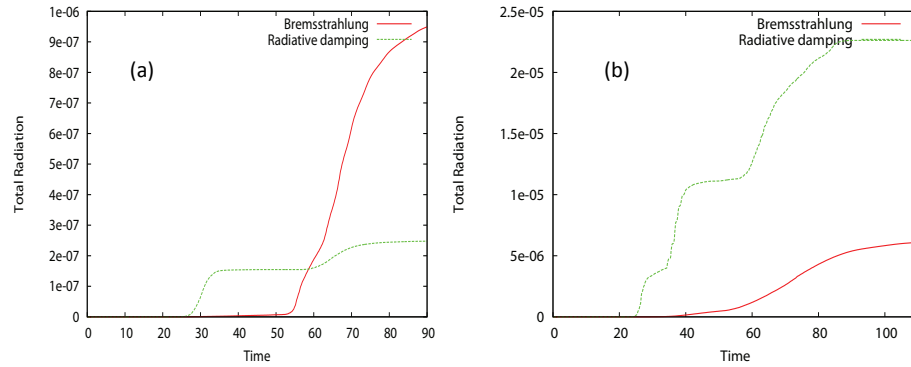 (a)
Bremsstrahlung
Radiative damping
Total Radiation
1e-06
9e-07
8e-07
7e-07
6e-07
5e-07
4e-07
3e-07
2e-07
1e-07
0
0 10 20 30 40 50 60 70 80 90
Time
(b)
Bremsstrahlung
Radiative damping
Total Radiation
2.5e-05
2e-05
1.5e-05
1e-05
5e-06
0
0 20 40 60 80 100
Time